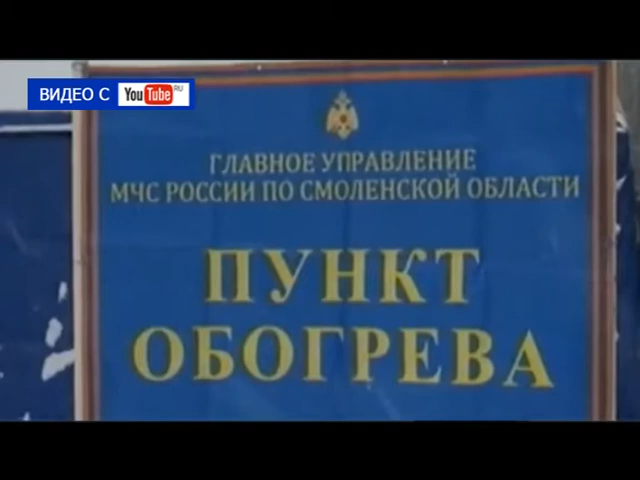 ВИДЕО С YouTube RU
ГЛАВНОЕ УПРАВЛЕНИЕ
МЧС РОССИИ ПО СМОЛЕНСКОЙ ОБЛАСТИ
ПУНКТ
ОБОГРЕВА